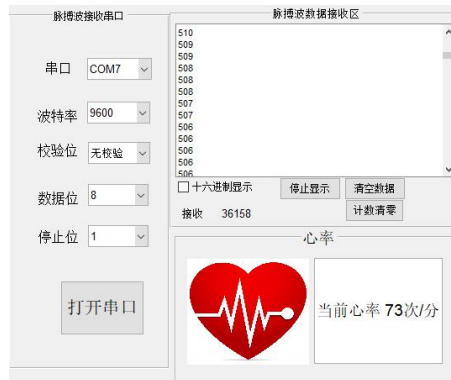 脉搏波接收串口
串口 COM7
波特率 9600
校验位 无校验
数据位 8
停止位 1
打开串口
脉搏波数据接收区
510
509
509
508
508
508
507
507
506
506
506
506
506
十六进制显示 停止显示 清空数据
接收 36158 计数清零
心率
当前心率 73次/分